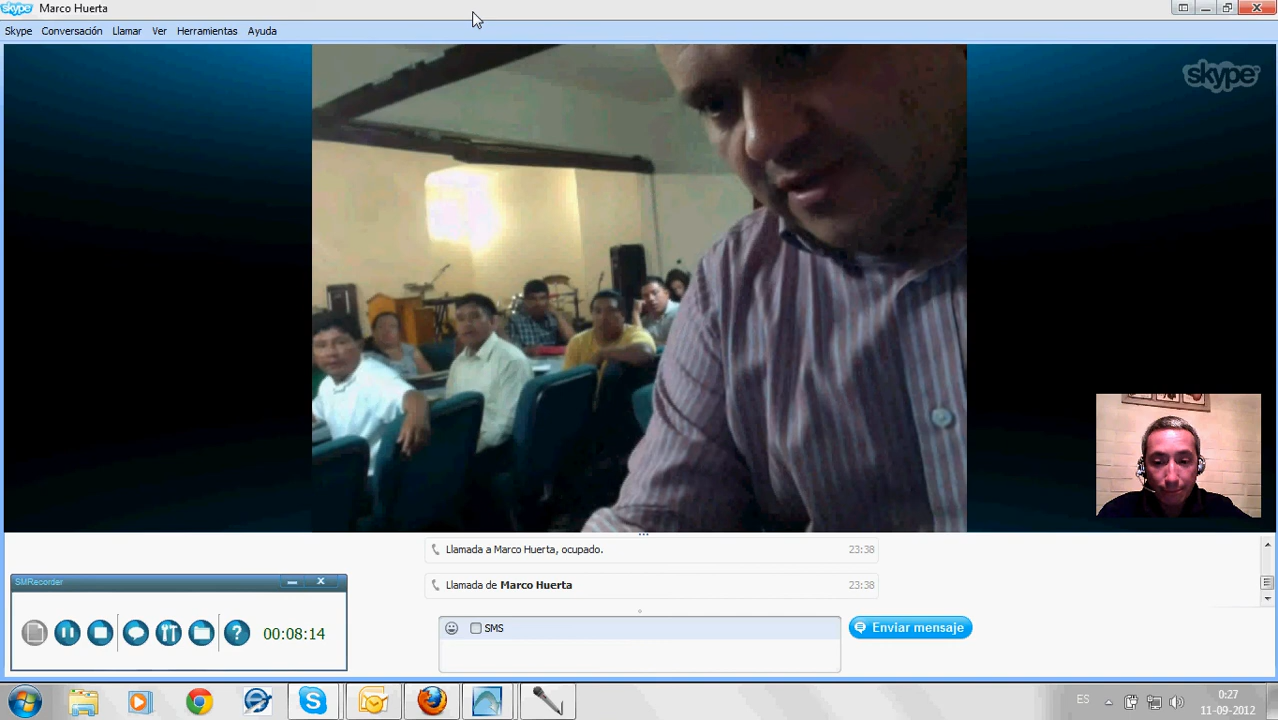 skype Marco Huerta
Skype Conversación Llamar Ver Herramientas Ayuda
skype
Llamada a Marco Huerta, ocupado. 23:38
Llamada de Marco Huerta 23:38
SMRecorder
00:08:14
?
SMS
Enviar mensaje
ES
0:27
11-09-2012